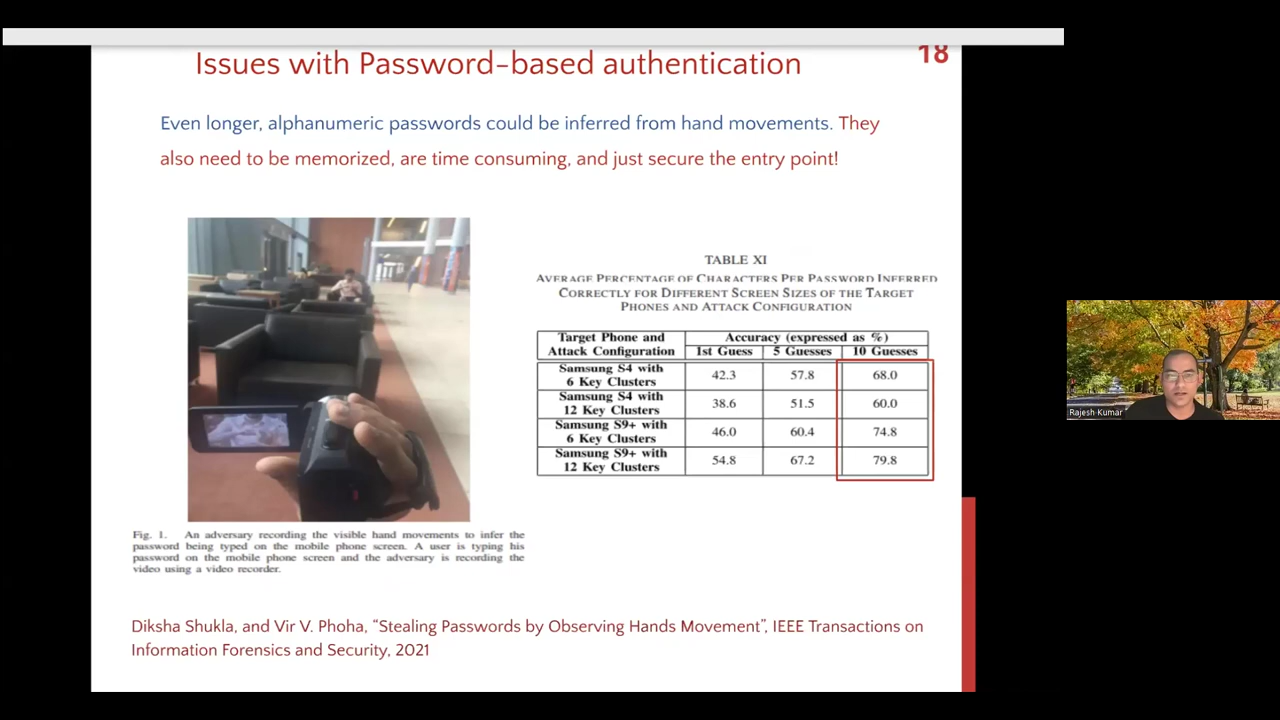 Issues with Password-based authentication
18
Even longer, alphanumeric passwords could be inferred from hand movements. They
also need to be memorized, are time consuming, and just secure the entry point!
TABLE XI
AVERAGE PERCENTAGE OF CHARACTERS PER PASSWORD INFERRED
CORRECTLY FOR DIFFERENT SCREEN SIZES OF THE TARGET
PHONES AND ATTACK CONFIGURATION
Target Phone and Attack Configuration Accuracy (expressed as %)
1st Guess 5 Guesses 10 Guesses
Samsung S4 with
6 Key Clusters 42.3 57.8 68.0
Samsung S4 with
12 Key Clusters 38.6 51.5 60.0
Samsung S9+ with
6 Key Clusters 46.0 60.4 74.8
Samsung S9+ with
12 Key Clusters 54.8 67.2 79.8
Fig. 1. An adversary recording the visible hand movements to infer the
password being typed on the mobile phone screen. A user is typing his
password on the mobile phone screen and the adversary is recording the
video using a video recorder.
Diksha Shukla, and Vir V. Phoha, “Stealing Passwords by Observing Hands Movement”, IEEE Transactions on
Information Forensics and Security, 2021
Rajesh Kumar